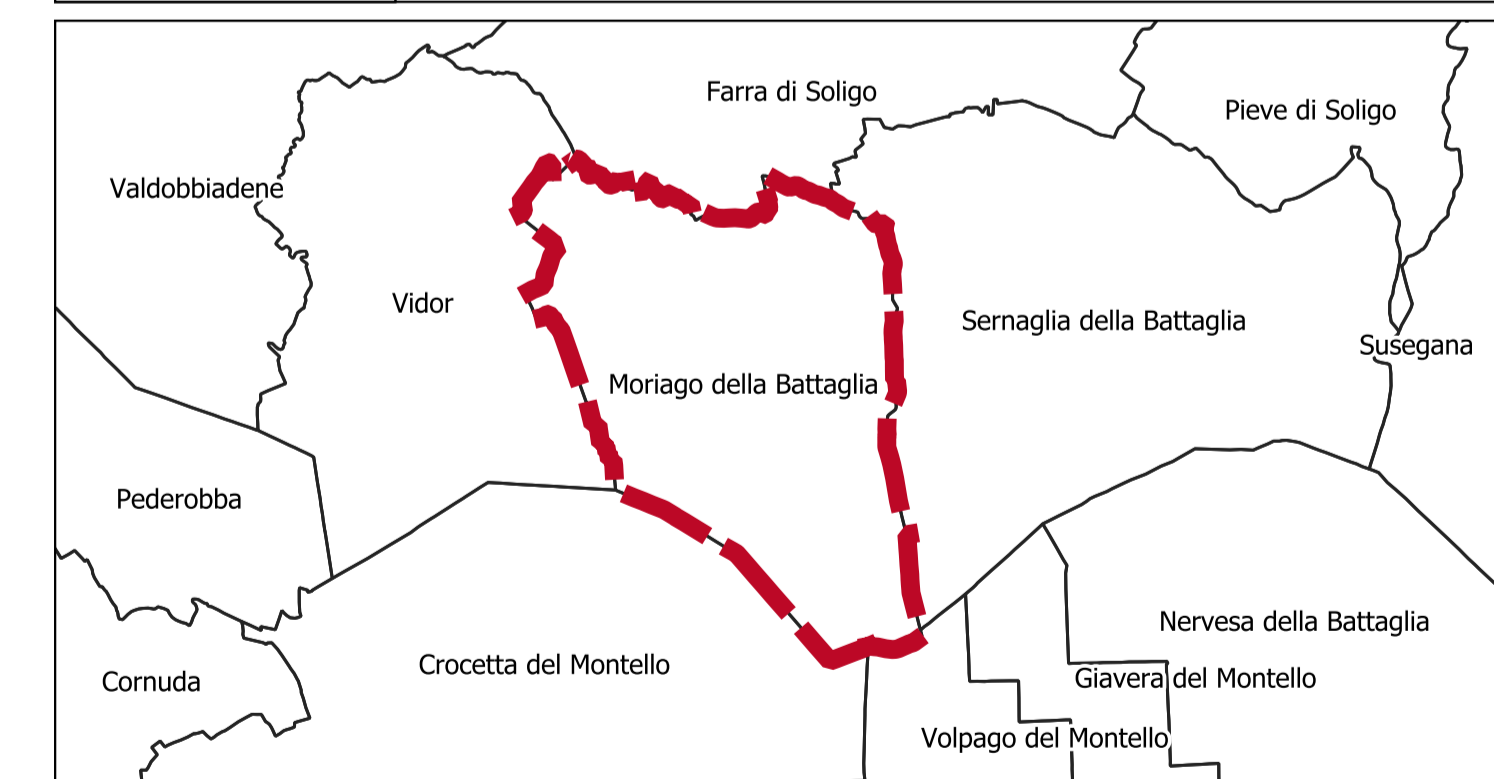 Farra di Soligo
Pieve di Soligo
Valdobbiadene
Vidor
Sernaglia della Battaglia
Susegana
Moriago della Battaglia
Pederobba
Nervesa della Battaglia
Crocetta del Montello
Cornuda
Giavera del Montello
Volpago del Montello